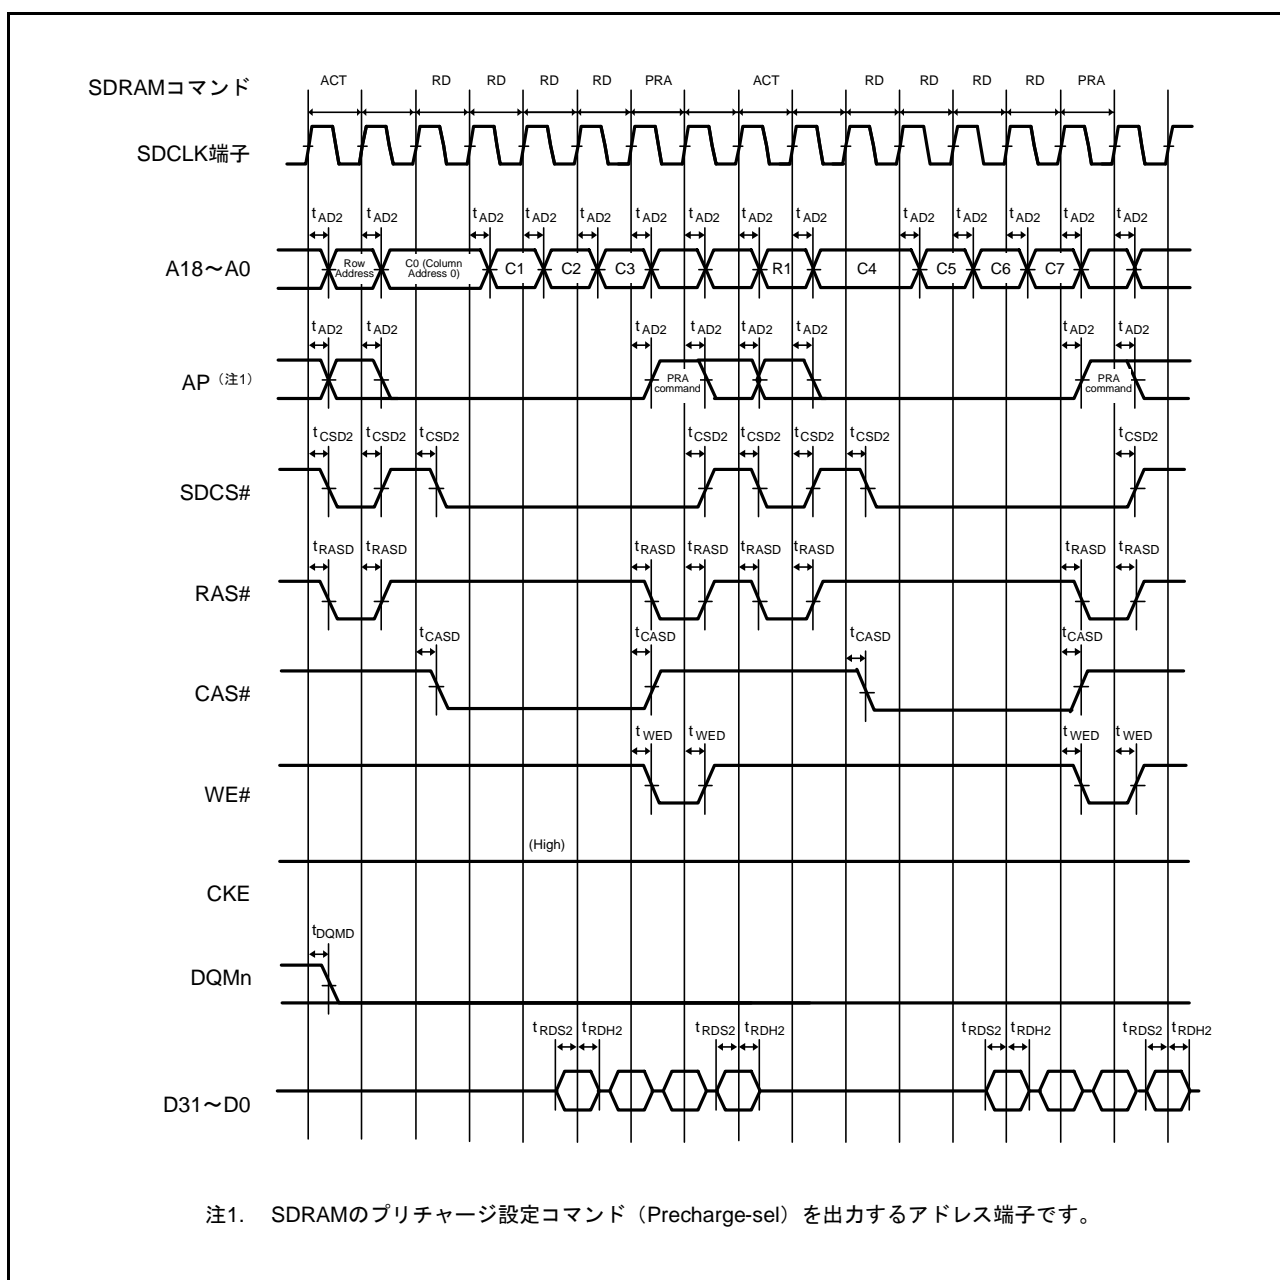 SDRAMコマンド ACT RD RD RD RD PRA ACT RD RD RD RD PRA
SDCLK端子
tAD2 tAD2 tAD2 tAD2 tAD2 tAD2 tAD2 tAD2 tAD2 tAD2 tAD2 tAD2 tAD2 tAD2
A18～A0 Row Address C0 (Column Address 0) C1 C2 C3 R1 C4 C5 C6 C7
tAD2 tAD2 tAD2 tAD2 tAD2 tAD2 tAD2 tAD2
AP（注1） PRA command PRA command
tCSD2 tCSD2 tCSD2 tCSD2 tCSD2 tCSD2 tCSD2 tCSD2
SDCS#
tRASD tRASD tRASD tRASD tRASD tRASD tRASD tRASD
RAS#
tCASD tCASD tCASD tCASD
CAS#
tWED tWED tWED tWED
WE#
(High)
CKE
tDQMD
DQMn
tRDS2 tRDH2 tRDS2 tRDH2 tRDS2 tRDH2 tRDS2 tRDH2
D31～D0
注1. SDRAMのプリチャージ設定コマンド（Precharge-sel）を出力するアドレス端子です。